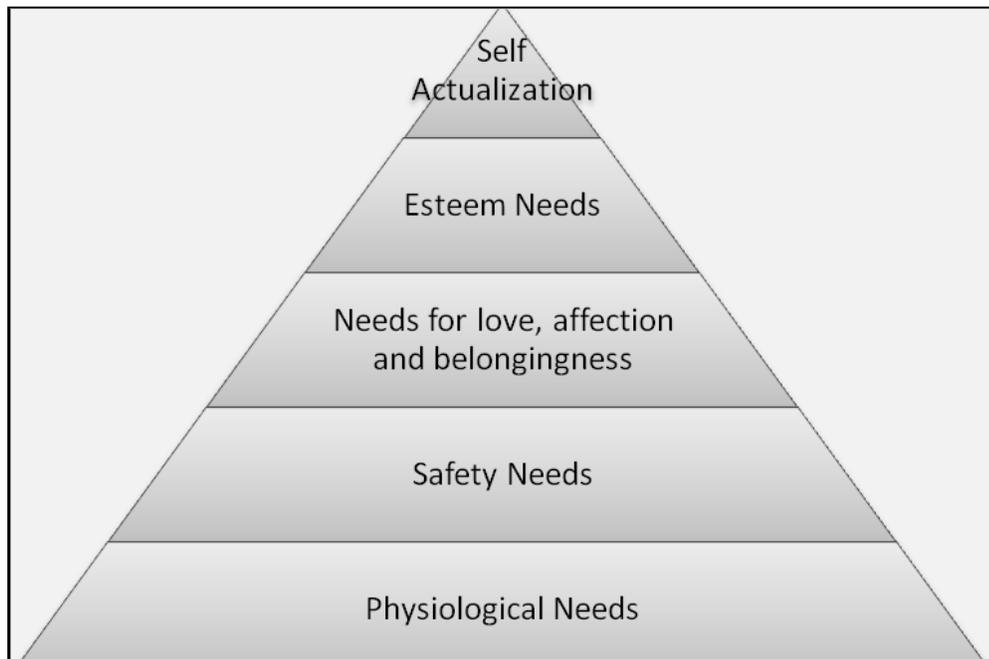 Self
Actualization
Esteem Needs
Needs for love, affection
and belongingness
Safety Needs
Physiological Needs